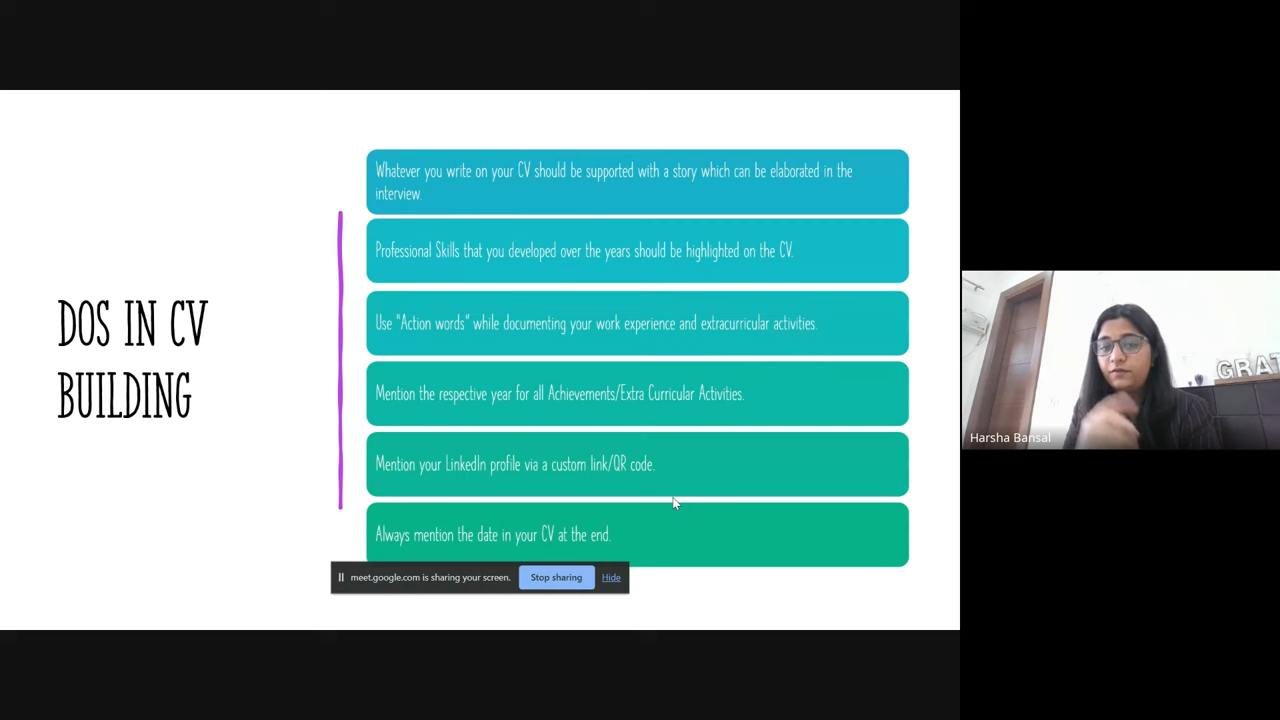 DOS IN CV
BUILDING
Whatever you write on your CV should be supported with a story which can be elaborated in the
interview.
Professional Skills that you developed over the years should be highlighted on the CV.
Use "Action words" while documenting your work experience and extracurricular activities.
Mention the respective year for all Achievements/Extra Curricular Activities.
Mention your LinkedIn profile via a custom link/QR code.
Always mention the date in your CV at the end.
meet.google.com is sharing your screen. Stop sharing Hide
GRAT
Harsha Bansal